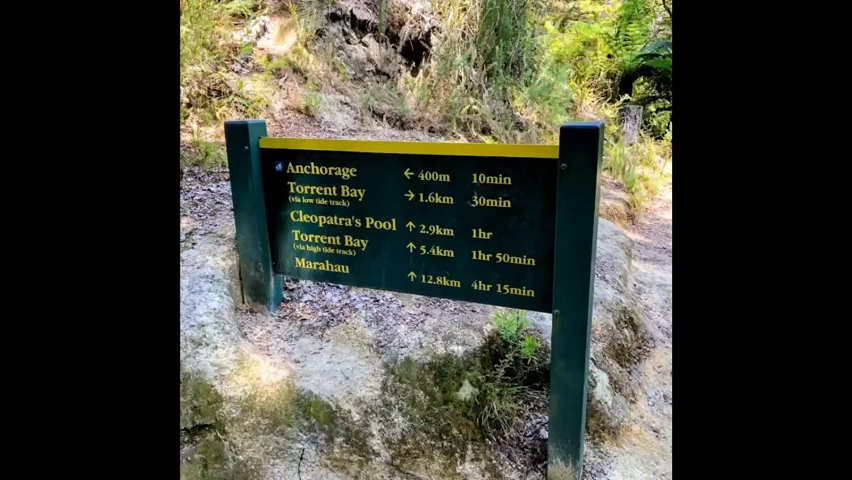 Anchorage ← 400m 10min
Torrent Bay → 1.6km 30min
(via low tide track)
Cleopatra's Pool ↑ 2.9km 1hr
Torrent Bay ↑ 5.4km 1hr 50min
(via high tide track)
Marahau ↑ 12.8km 4hr 15min